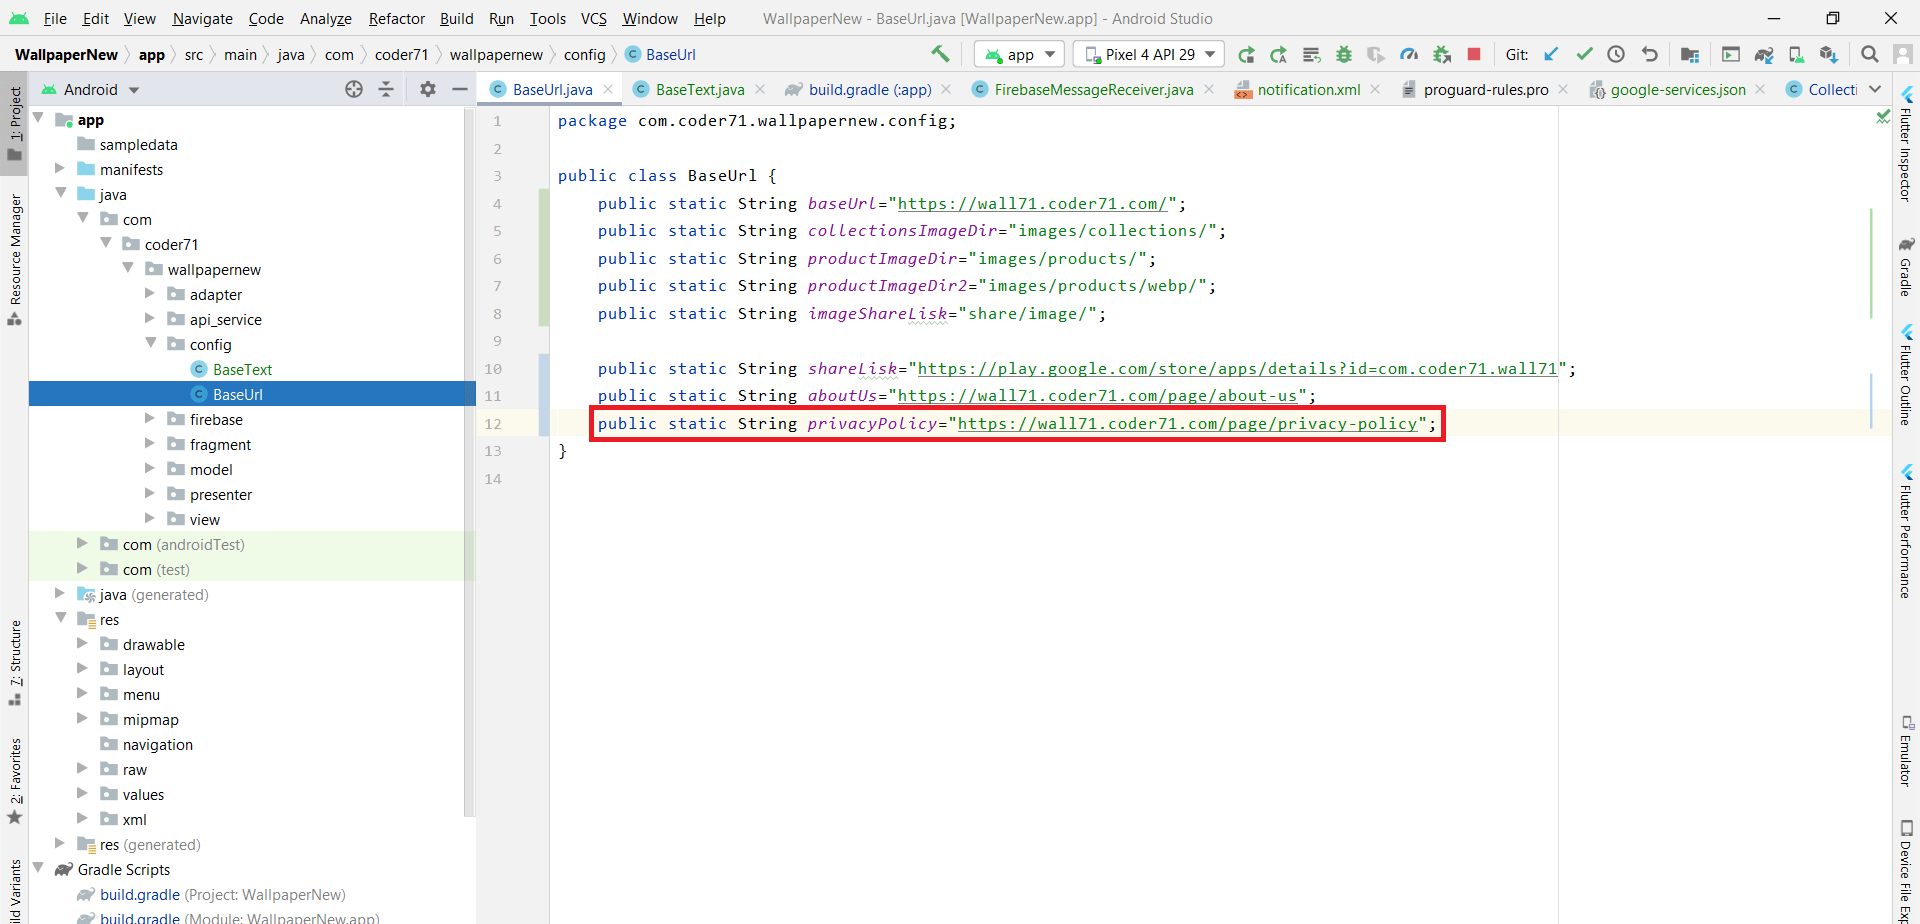 File Edit View Navigate Code Analyze Refactor Build Run Tools VCS Window Help WallpaperNew - BaseUrl.java [WallpaperNew.app] - Android Studio
WallpaperNew app src main java com coder71 wallpapernew config BaseUrl app Pixel 4 API 29 Git:
Android
BaseUrl.java BaseText.java build.gradle (:app) FirebaseMessageReceiver.java notification.xml proguard-rules.pro google-services.json Collecti
1: Project
Resource Manager
7: Structure
2: Favorites
ild Variants
app
sampledata
manifests
java
com
coder71
wallpapernew
adapter
api_service
config
BaseText
BaseUrl
firebase
fragment
model
presenter
view
com (androidTest)
com (test)
java (generated)
res
drawable
layout
menu
mipmap
navigation
raw
values
xml
res (generated)
Gradle Scripts
build.gradle (Project: WallpaperNew)
build.gradle (Module: WallpaperNew.app)
1 package com.coder71.wallpapernew.config;
2
3 public class BaseUrl {
4 public static String baseUrl="https://wall71.coder71.com/";
5 public static String collectionsImageDir="images/collections/";
6 public static String productImageDir="images/products/";
7 public static String productImageDir2="images/products/webp/";
8 public static String imageShareLisk="share/image/";
9
10 public static String shareLisk="https://play.google.com/store/apps/details?id=com.coder71.wall71";
11 public static String aboutUs="https://wall71.coder71.com/page/about-us";
12 public static String privacyPolicy="https://wall71.coder71.com/page/privacy-policy";
13 }
14
Flutter Inspector
Gradle
Flutter Outline
Flutter Performance
Emulator
Device File Exp